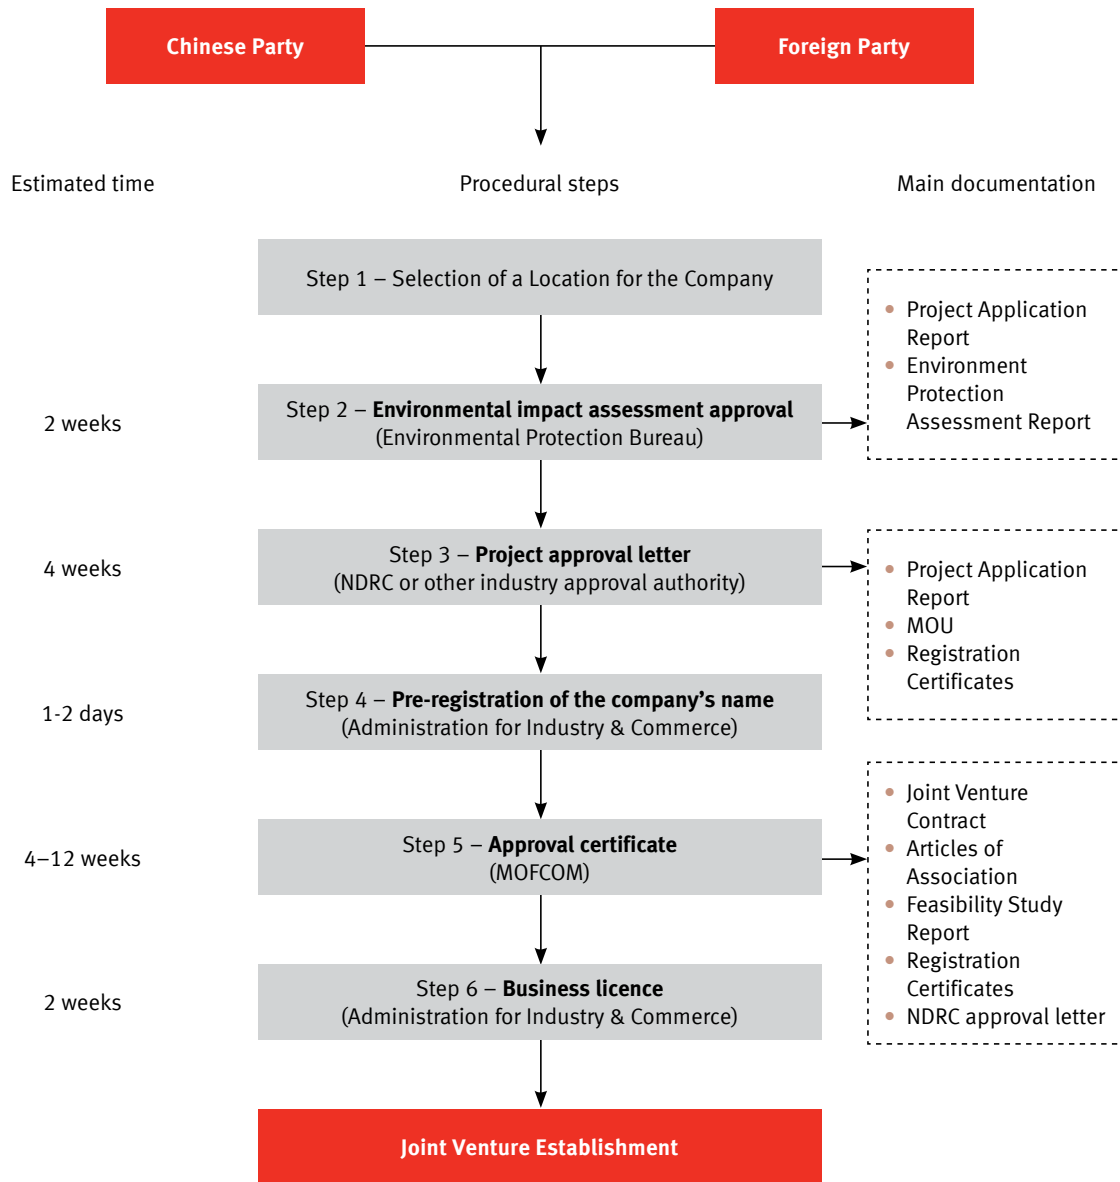 Chinese Party
Foreign Party
Estimated time
Procedural steps
Main documentation
Step 1 – Selection of a Location for the Company
2 weeks
Step 2 – Environmental impact assessment approval
(Environmental Protection Bureau)
• Project Application
Report
• Environment
Protection
Assessment Report
4 weeks
Step 3 – Project approval letter
(NDRC or other industry approval authority)
• Project Application
Report
• MOU
• Registration
Certificates
1-2 days
Step 4 – Pre-registration of the company’s name
(Administration for Industry & Commerce)
4–12 weeks
Step 5 – Approval certificate
(MOFCOM)
• Joint Venture
Contract
• Articles of
Association
• Feasibility Study
Report
• Registration
Certificates
• NDRC approval letter
2 weeks
Step 6 – Business licence
(Administration for Industry & Commerce)
Joint Venture Establishment